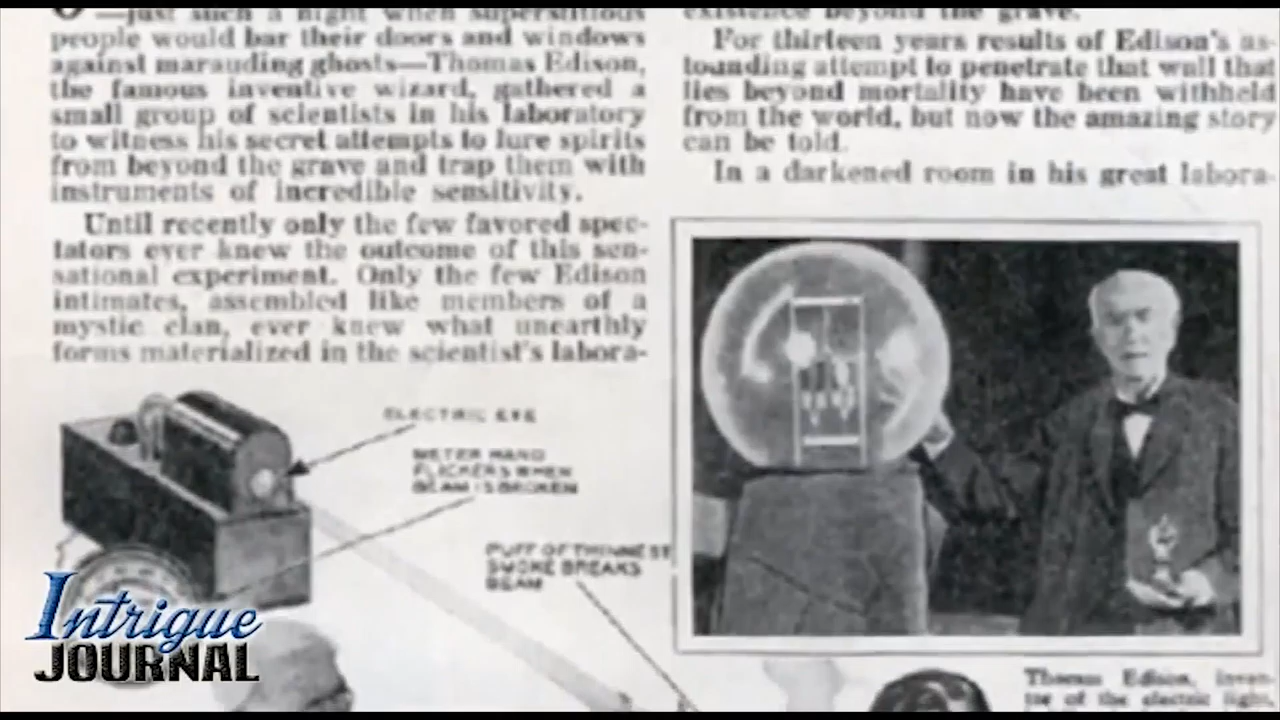 —just such a night when superstitious
people would bar their doors and windows
against marauding ghosts—Thomas Edison,
the famous inventive wizard, gathered a
small group of scientists in his laboratory
to witness his secret attempts to lure spirits
from beyond the grave and trap them with
instruments of incredible sensitivity.
Until recently only the few favored spec-
tators ever knew the outcome of this sen-
sational experiment. Only the few Edison
intimates, assembled like members of a
mystic clan, ever knew what unearthly
forms materialized in the scientist's labora-
existence beyond the grave.
For thirteen years results of Edison's as-
tounding attempt to penetrate that wall that
lies beyond mortality have been withheld
from the world, but now the amazing story
can be told.
In a darkened room in his great labora-
ELECTRIC EYE
METER HAND
FLICKERS WHEN
BEAM IS BROKEN
PUFF OF THINNEST
SMOKE BREAKS
BEAM
Thomas Edison, inven-
tor of the electric light,
Intrigue
JOURNAL